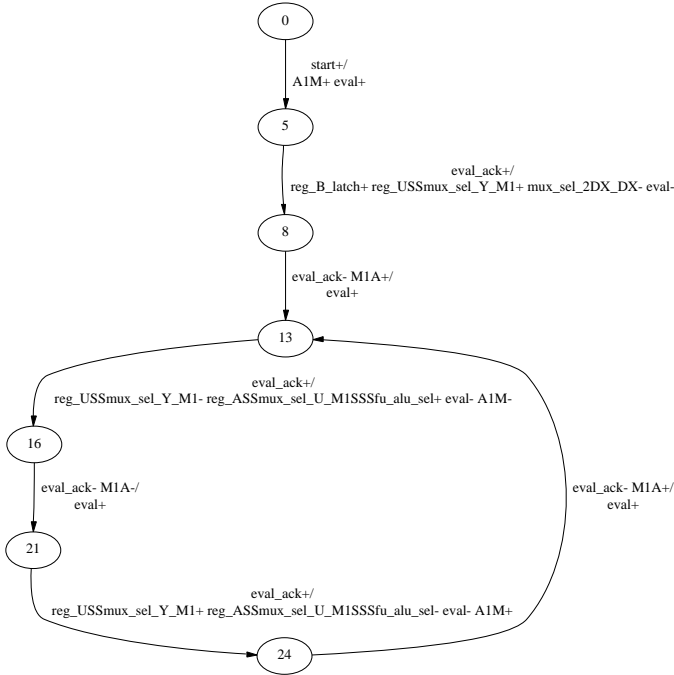 0
start+/
A1M+ eval+
5
eval_ack+/
reg_B_latch+ reg_USSmux_sel_Y_M1+ mux_sel_2DX_DX- eval-
8
eval_ack- M1A+/
eval+
13
eval_ack+/
reg_USSmux_sel_Y_M1- reg_ASSmux_sel_U_M1SSSfu_alu_sel+ eval- A1M-
16
eval_ack- M1A-/
eval+
eval_ack- M1A+/
eval+
21
eval_ack+/
reg_USSmux_sel_Y_M1+ reg_ASSmux_sel_U_M1SSSfu_alu_sel- eval- A1M+
24